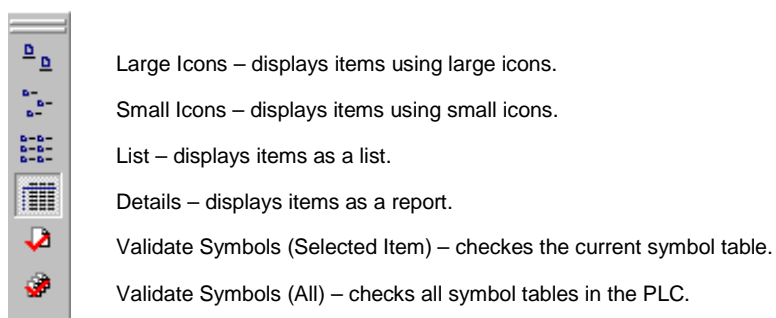 Large Icons – displays items using large icons.
Small Icons – displays items using small icons.
List – displays items as a list.
Details – displays items as a report.
Validate Symbols (Selected Item) – checkes the current symbol table.
Validate Symbols (All) – checks all symbol tables in the PLC.